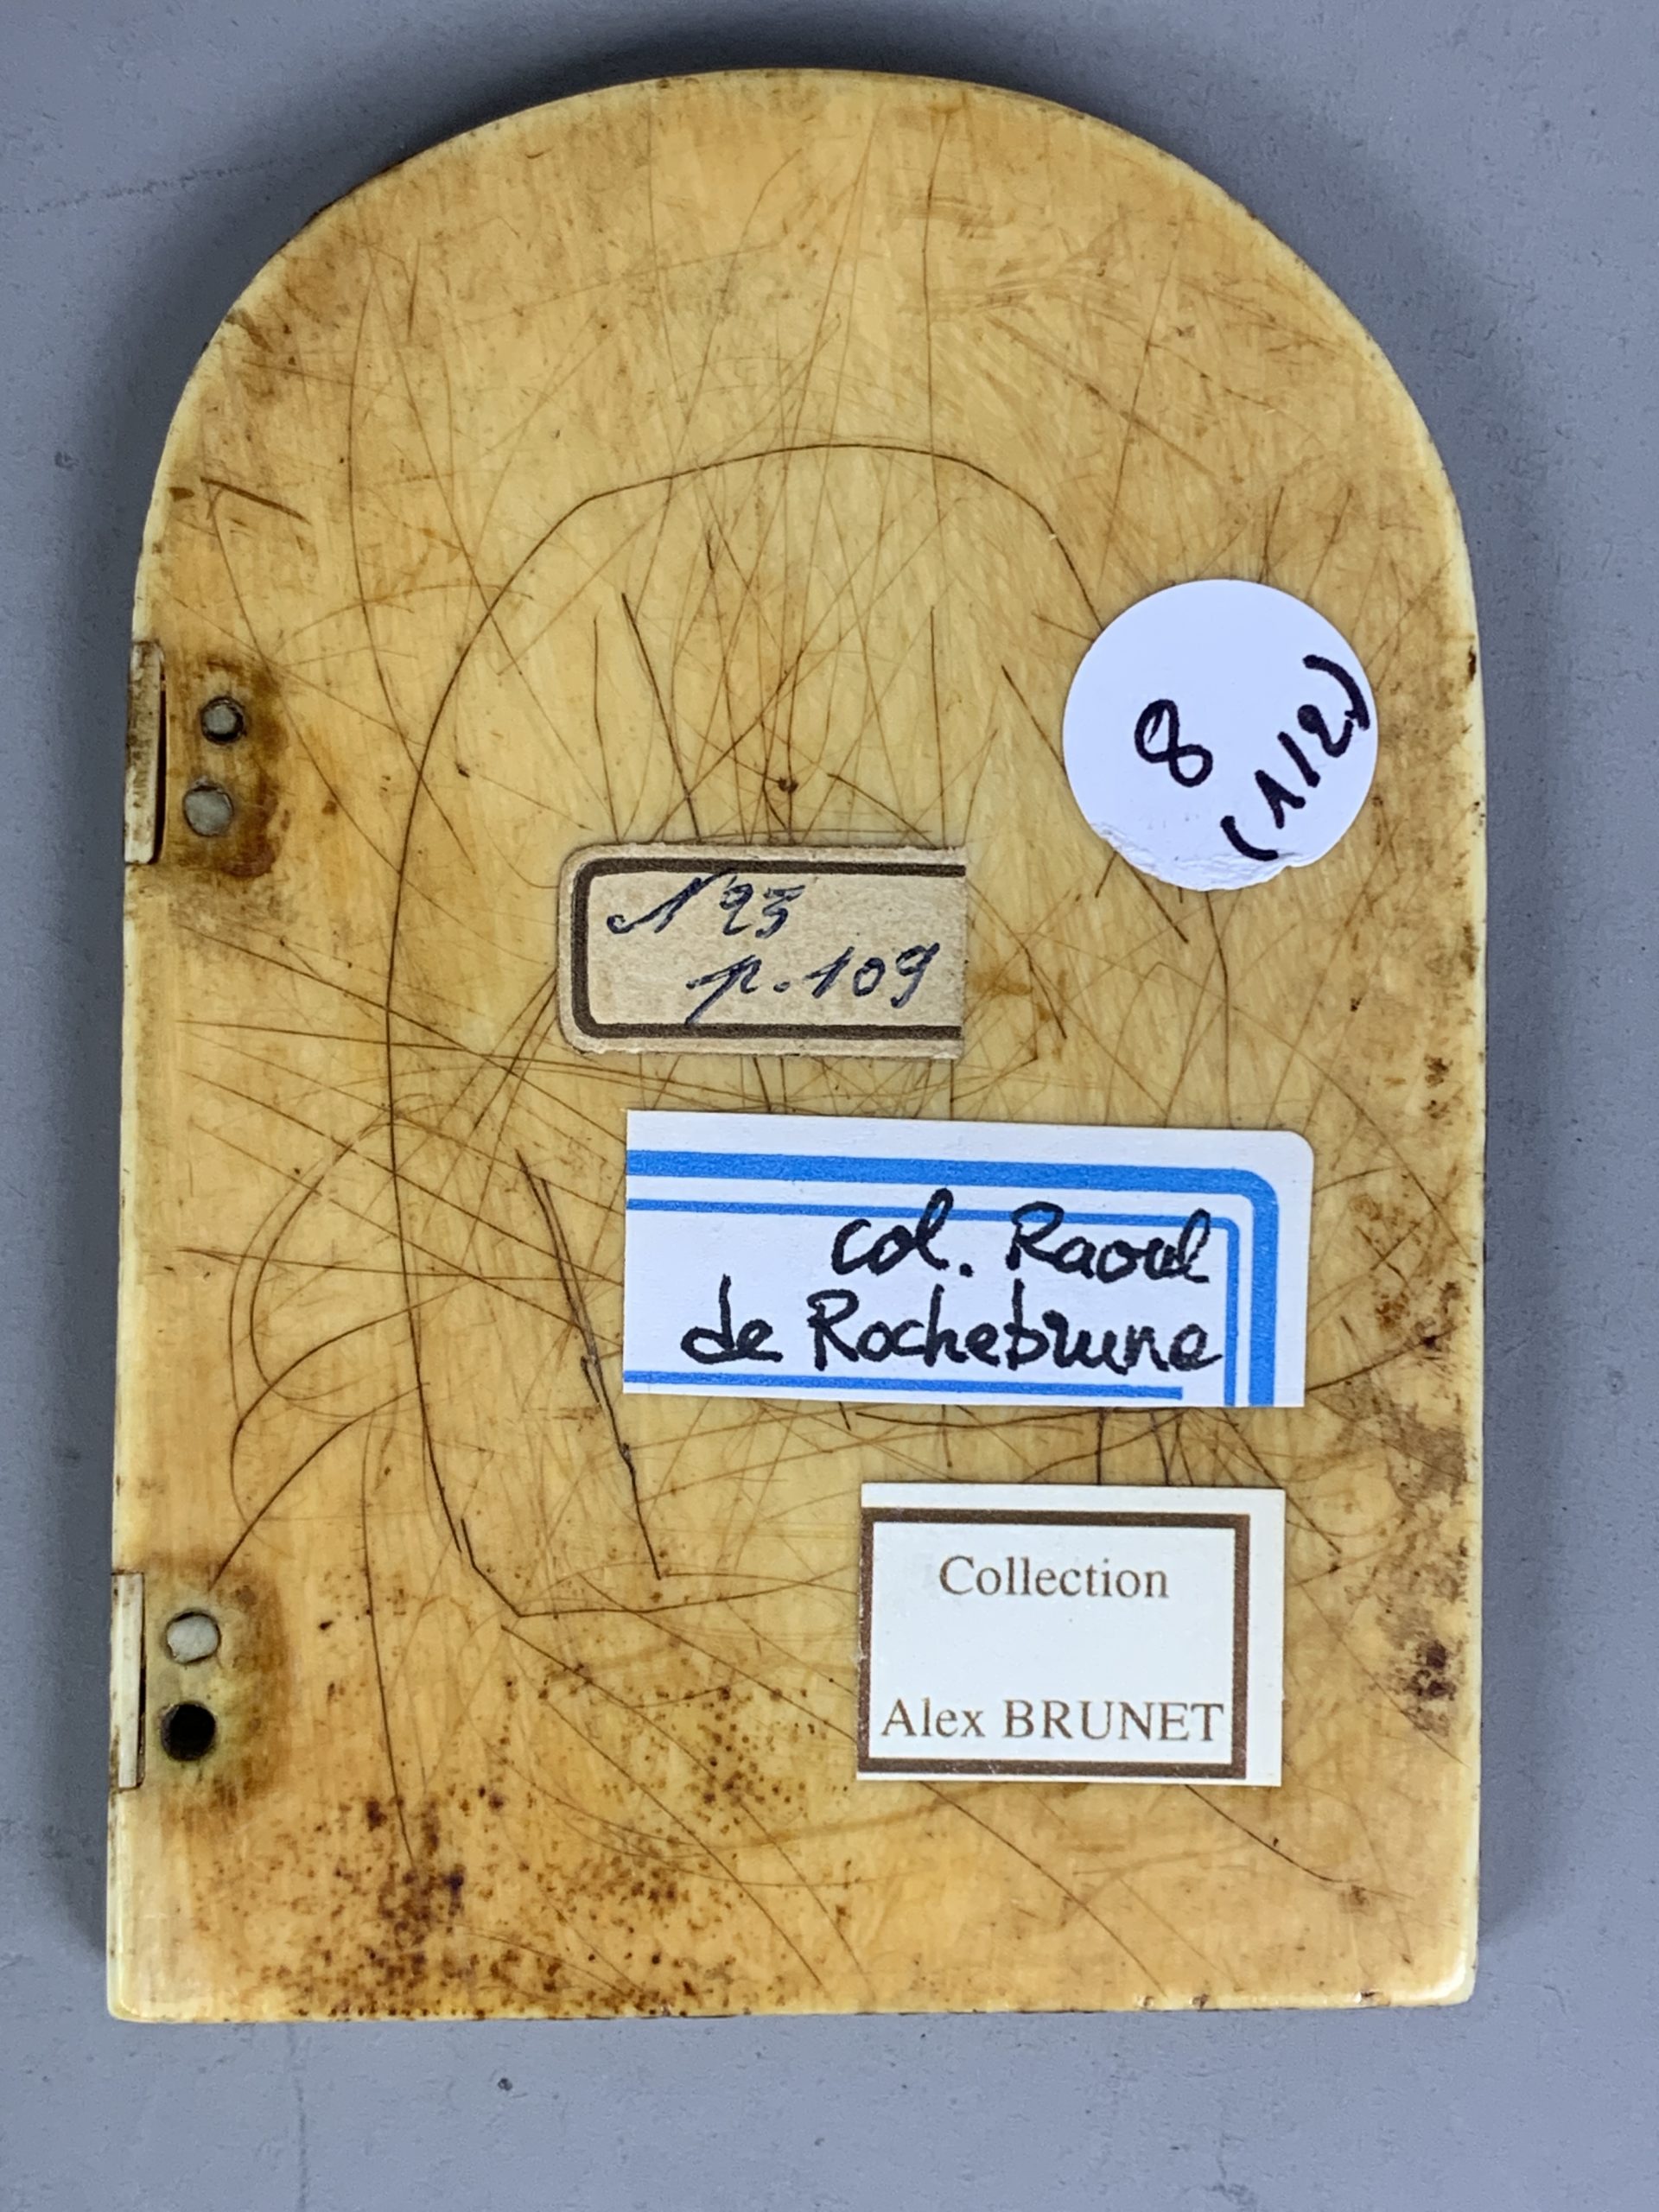 8
(1/2)
N 23
p. 109
col. Raoul
de Rochebrune
Collection
Alex BRUNET